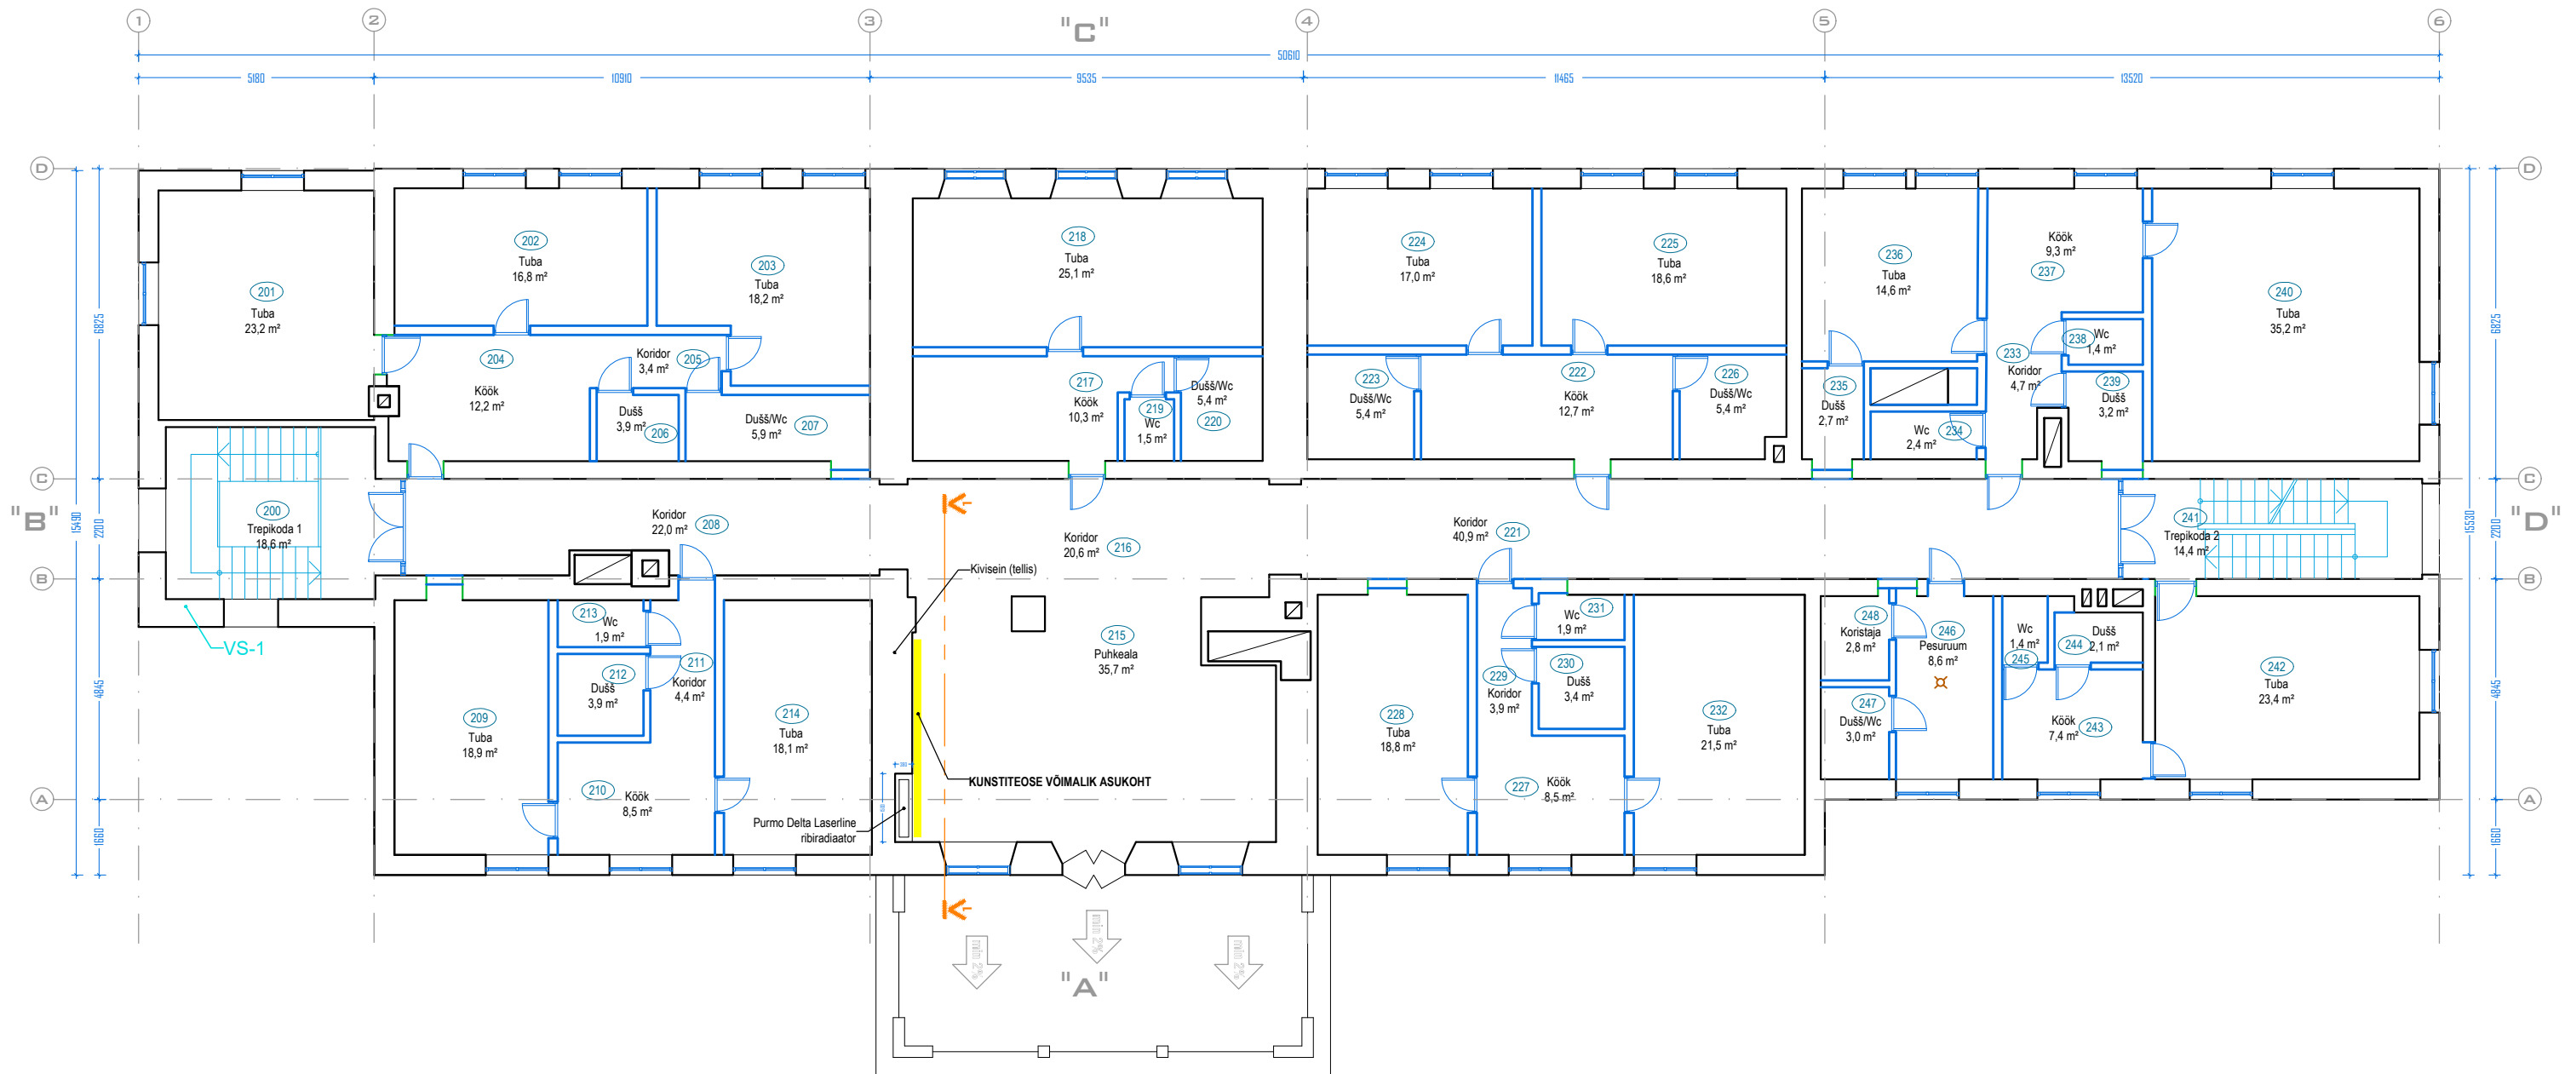 1
2
3
"C"
4
5
6
50610
5180
10910
9535
11465
13520
D
D
202
Tuba
16,8 m²
203
Tuba
18,2 m²
218
Tuba
25,1 m²
224
Tuba
17,0 m²
225
Tuba
18,6 m²
236
Tuba
14,6 m²
Köök
9,3 m²
237
240
Tuba
35,2 m²
201
Tuba
23,2 m²
6825
6825
204
Köök
12,2 m²
Koridor
3,4 m²
205
Dušš
3,9 m²
206
Dušš/Wc
5,9 m²
207
217
Köök
10,3 m²
219
Wc
1,5 m²
Dušš/Wc
5,4 m²
220
223
Dušš/Wc
5,4 m²
222
Köök
12,7 m²
226
Dušš/Wc
5,4 m²
235
Dušš
2,7 m²
Wc
2,4 m²
234
233
Koridor
4,7 m²
238
Wc
1,4 m²
239
Dušš
3,2 m²
C
C
"B"
15490
2200
200
Trepikoda 1
18,6 m²
Koridor
22,0 m²
208
Koridor
20,6 m²
216
Koridor
40,9 m²
221
241
Trepikoda 2
14,4 m²
15530
2200
"D"
B
B
Kivisein (tellis)
VS-1
213
Wc
1,9 m²
212
Dušš
3,9 m²
211
Koridor
4,4 m²
209
Tuba
18,9 m²
210
Köök
8,5 m²
214
Tuba
18,1 m²
215
Puhkeala
35,7 m²
KUNSTITEOSE VÕIMALIK ASUKOHT
Purmo Delta Laserline
ribiradiaator
228
Tuba
18,8 m²
229
Koridor
3,9 m²
231
Wc
1,9 m²
230
Dušš
3,4 m²
227
Köök
8,5 m²
232
Tuba
21,5 m²
248
Koristaja
2,8 m²
247
Dušš/Wc
3,0 m²
246
Pesuruum
8,6 m²
Wc
1,4 m²
245
244
Dušš
2,1 m²
Köök
7,4 m²
243
242
Tuba
23,4 m²
4845
4845
A
A
1660
1660
min 2%
min 2%
min 2%
"A"